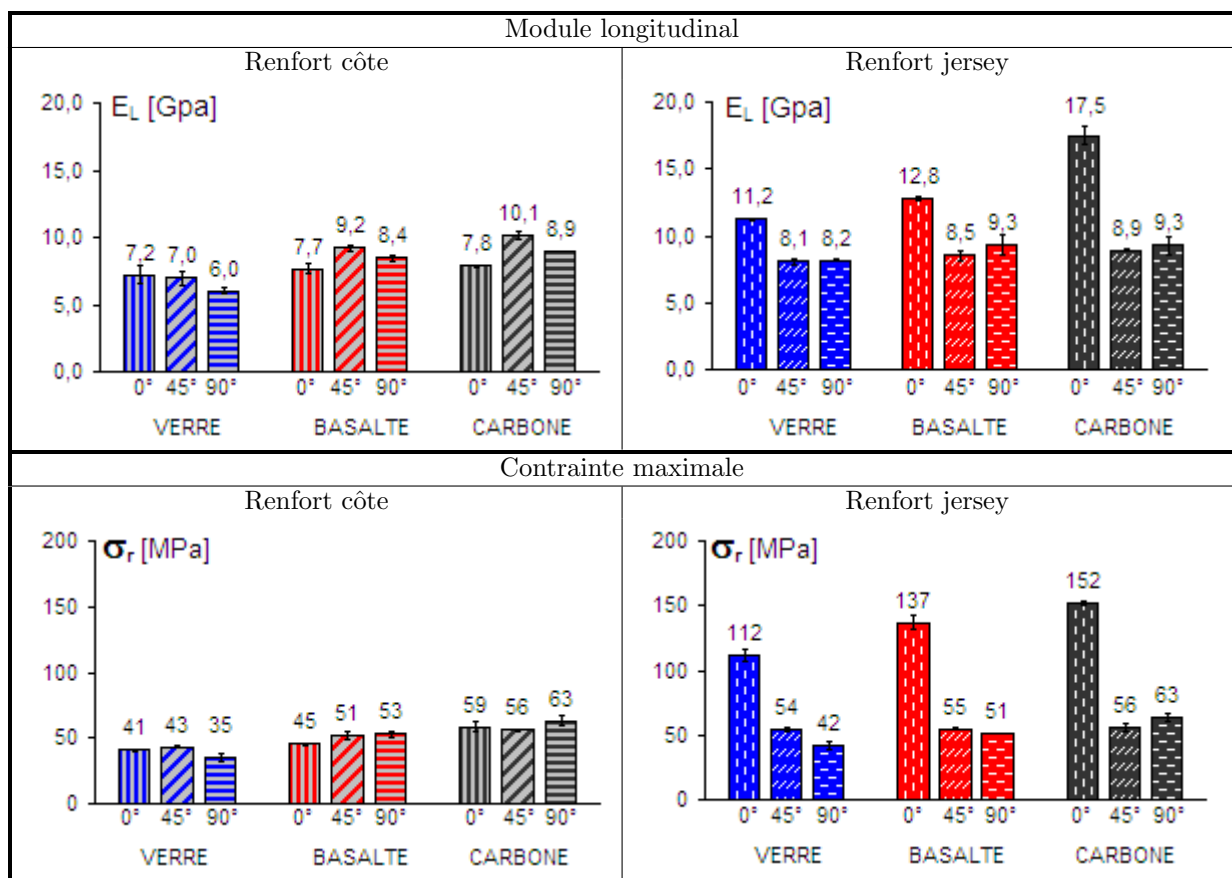 Module longitudinal
Renfort côte
Renfort jersey
E_L [Gpa]
20,0
15,0
10,0
5,0
0,0
7,2 7,0 6,0
7,7 9,2 8,4
7,8 10,1 8,9
0° 45° 90° 0° 45° 90° 0° 45° 90°
VERRE BASALTE CARBONE
E_L [Gpa]
20,0
15,0
10,0
5,0
0,0
11,2 8,1 8,2
12,8 8,5 9,3
17,5 8,9 9,3
0° 45° 90° 0° 45° 90° 0° 45° 90°
VERRE BASALTE CARBONE
Contrainte maximale
Renfort côte
Renfort jersey
σ_r [MPa]
200
150
100
50
0
41 43 35
45 51 53
59 56 63
0° 45° 90° 0° 45° 90° 0° 45° 90°
VERRE BASALTE CARBONE
σ_r [MPa]
200
150
100
50
0
112 54 42
137 55 51
152 56 63
0° 45° 90° 0° 45° 90° 0° 45° 90°
VERRE BASALTE CARBONE